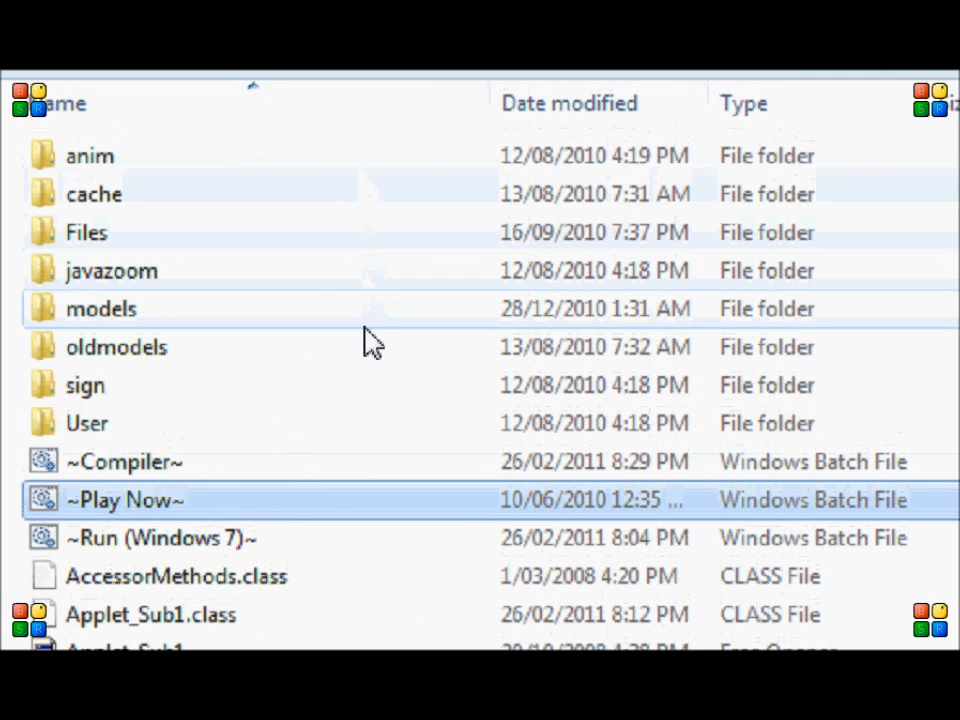 ame Date modified Type
anim 12/08/2010 4:19 PM File folder
cache 13/08/2010 7:31 AM File folder
Files 16/09/2010 7:37 PM File folder
javazoom 12/08/2010 4:18 PM File folder
models 28/12/2010 1:31 AM File folder
oldmodels 13/08/2010 7:32 AM File folder
sign 12/08/2010 4:18 PM File folder
User 12/08/2010 4:18 PM File folder
~Compiler~ 26/02/2011 8:29 PM Windows Batch File
~Play Now~ 10/06/2010 12:35 ... Windows Batch File
~Run (Windows 7)~ 26/02/2011 8:04 PM Windows Batch File
AccessorMethods.class 1/03/2008 4:20 PM CLASS File
Applet_Sub1.class 26/02/2011 8:12 PM CLASS File
Applet_Sub1